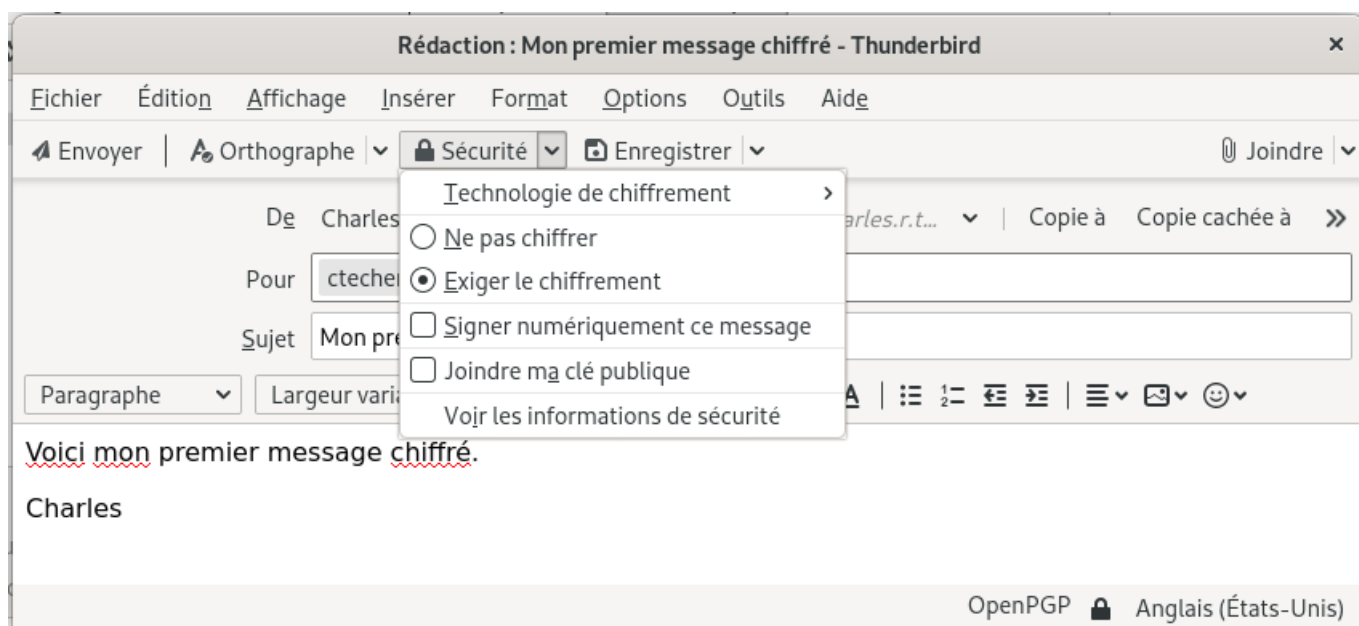 Rédaction : Mon premier message chiffré - Thunderbird
Fichier Édition Affichage Insérer Format Options Outils Aide
Envoyer Orthographe Sécurité Enregistrer Joindre
Technologie de chiffrement
De Charles arles.r.t... Copie à Copie cachée à
Ne pas chiffrer
Pour ctecher
Exiger le chiffrement
Signer numériquement ce message
Sujet Mon pre
Joindre ma clé publique
Paragraphe Largeur varia
Voir les informations de sécurité
Voici mon premier message chiffré.
Charles
OpenPGP Anglais (États-Unis)